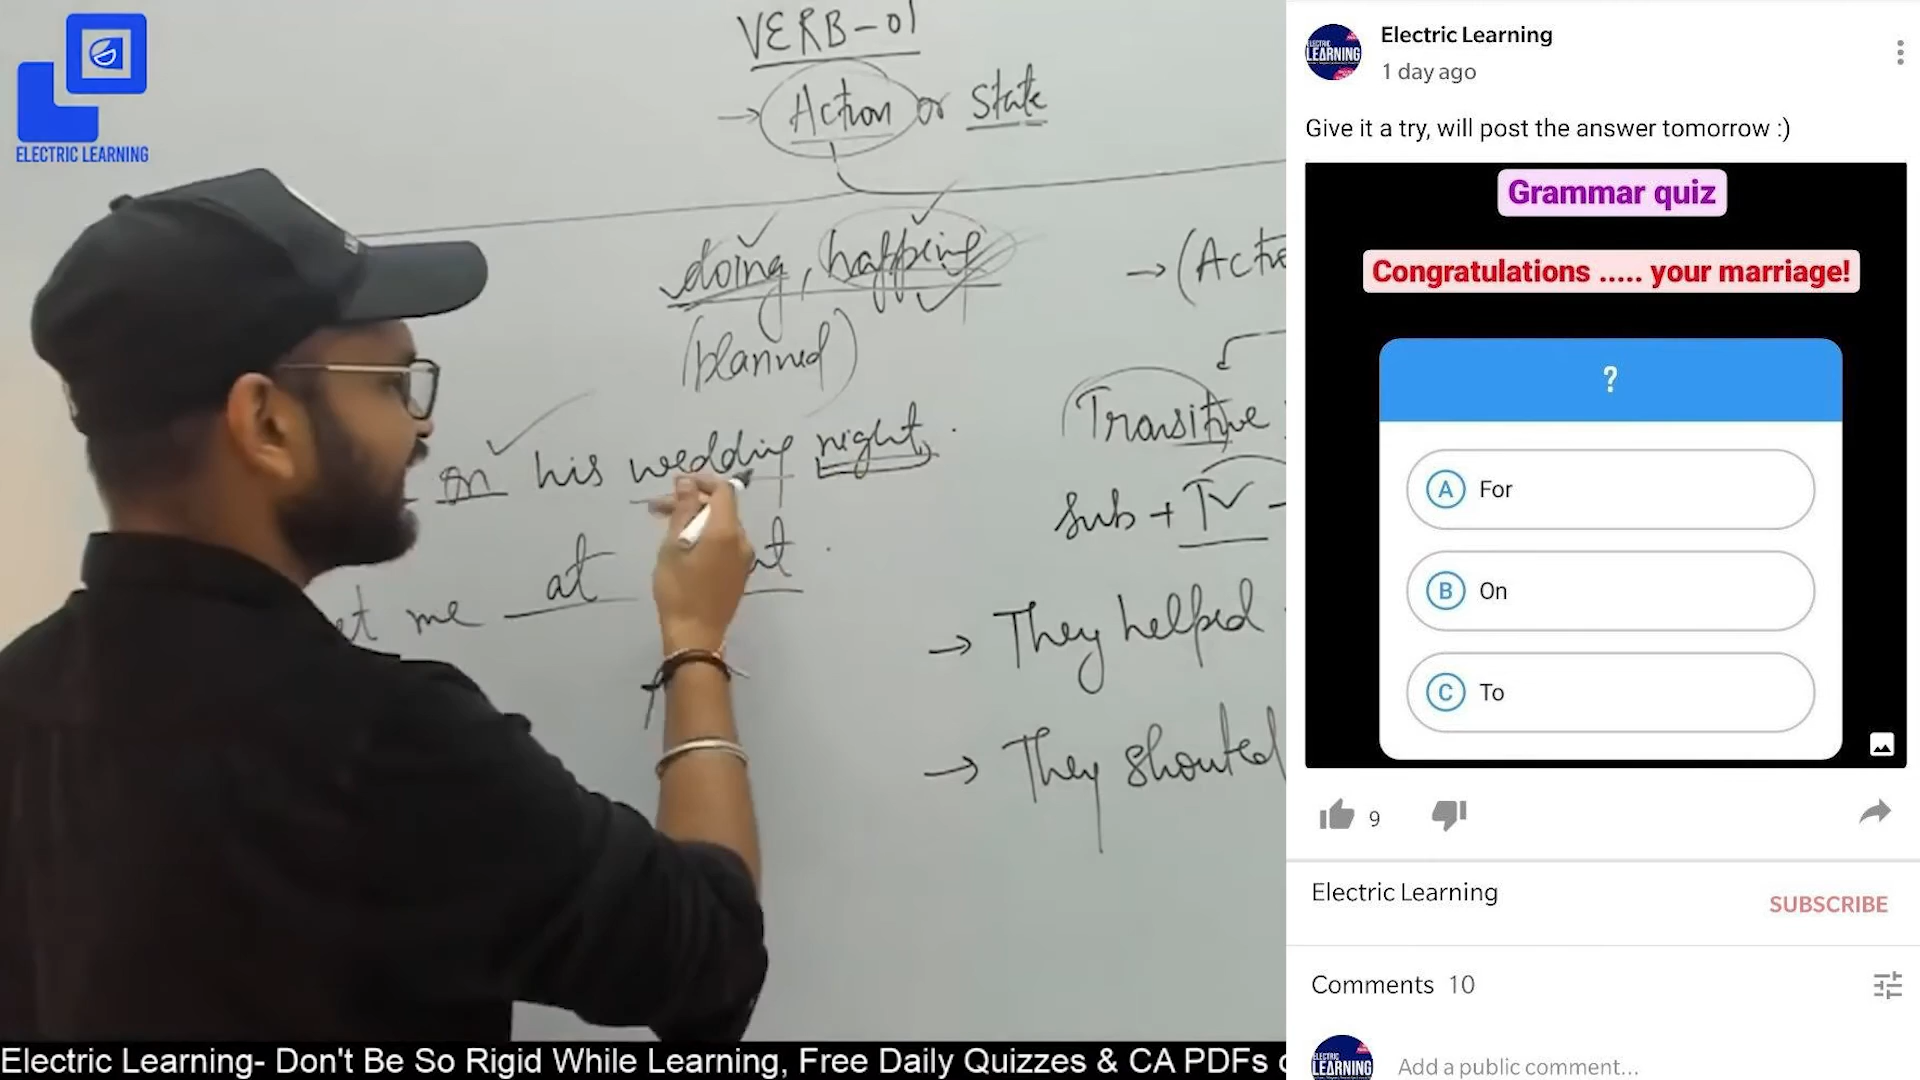 ELECTRIC LEARNING
VERB-01
→ Action or State
doing, happing
(planned)
on his wedding night.
me at
→ (Actio
Transitive
Sub + TV -
→ They helped
→ They shouted
Electric Learning- Don't Be So Rigid While Learning, Free Daily Quizzes & CA PDFs
Electric Learning
1 day ago
Give it a try, will post the answer tomorrow :)
Grammar quiz
Congratulations ..... your marriage!
?
A For
B On
C To
9
Electric Learning
SUBSCRIBE
Comments 10
Add a public comment...